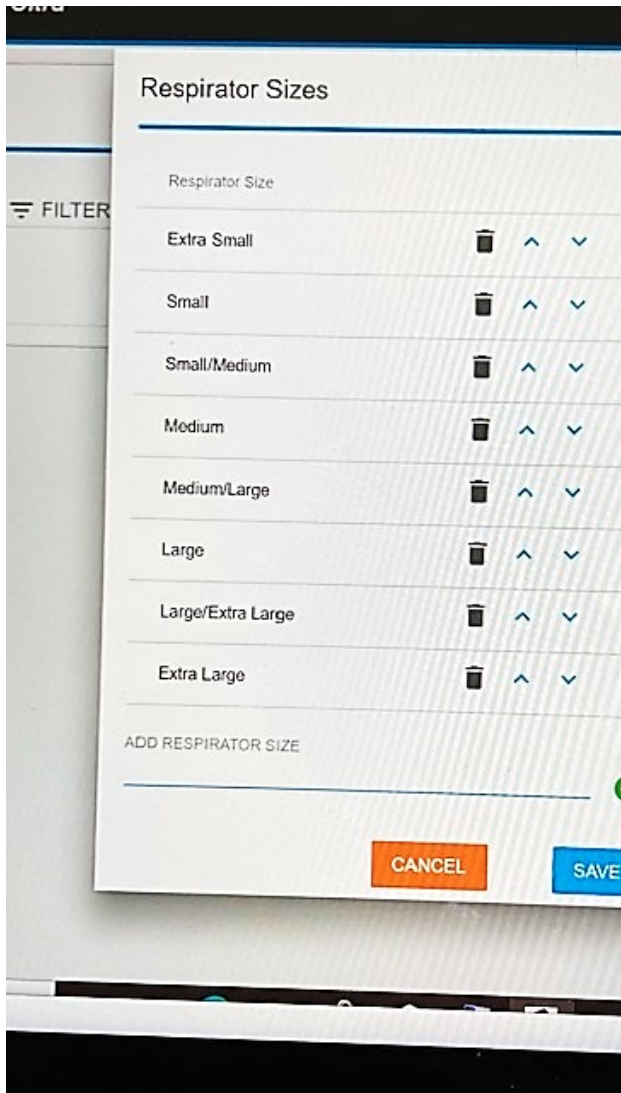 Respirator Sizes
Respirator Size
FILTER
Extra Small
Small
Small/Medium
Medium
Medium/Large
Large
Large/Extra Large
Extra Large
ADD RESPIRATOR SIZE
CANCEL
SAVE